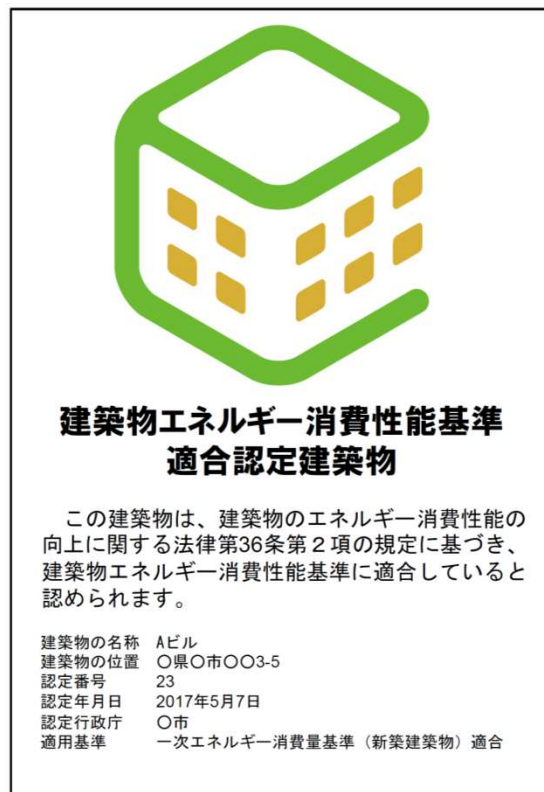 建築物エネルギー消費性能基準
適合認定建築物
この建築物は、建築物のエネルギー消費性能の
向上に関する法律第36条第２項の規定に基づき、
建築物エネルギー消費性能基準に適合していると
認められます。
建築物の名称 Aビル
建築物の位置 〇県〇市〇〇3-5
認定番号 23
認定年月日 2017年5月7日
認定行政庁 〇市
適用基準 一次エネルギー消費量基準（新築建築物）適合